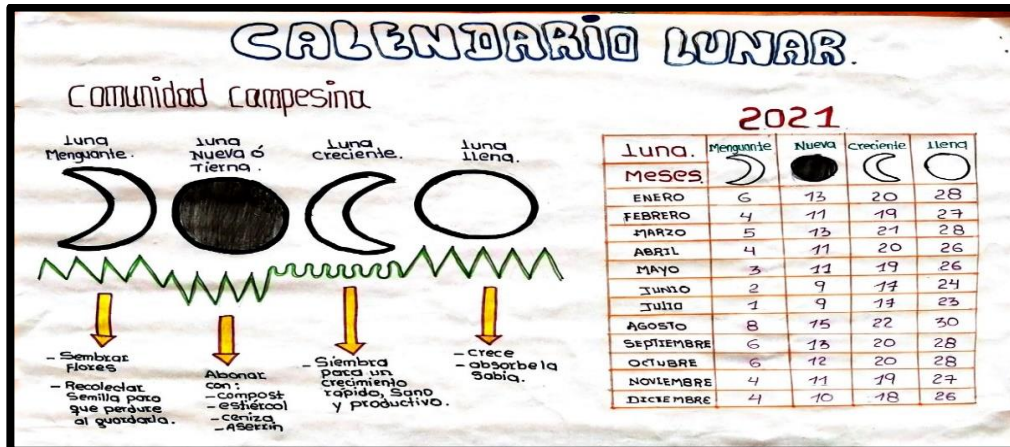 CALENDARIO LUNAR.
Comunidad Campesina
Luna Menguante.
Luna Nueva ó Tierna.
Luna Creciente.
Luna Llena.
- Sembrar Flores
- Recolectar Semilla para que perdure al guardarla.
Abonar con:
- compost
- estiércol
- ceniza
- Aserrín
- Siembra para un crecimiento rápido, Sano y productivo.
- crece
- absorbe la Sabia.
2021
Luna. Menguante Nueva Creciente Llena
Meses.
ENERO 6 13 20 28
FEBRERO 4 11 19 27
MARZO 5 13 21 28
ABRIL 4 11 20 26
MAYO 3 11 19 26
JUNIO 2 9 17 24
JULIO 1 9 17 23
AGOSTO 8 15 22 30
SEPTIEMBRE 6 13 20 28
OCTUBRE 6 12 20 28
NOVIEMBRE 4 11 19 27
DICIEMBRE 4 10 18 26